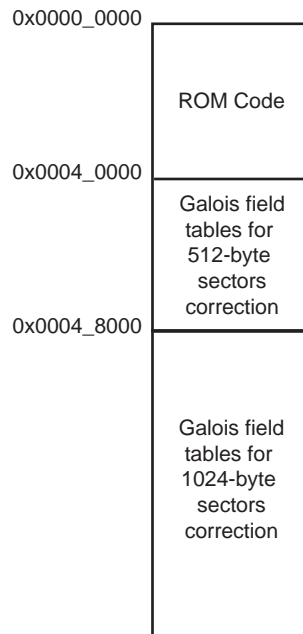 0x0000_0000
ROM Code
0x0004_0000
Galois field
tables for
512-byte
sectors
correction
0x0004_8000
Galois field
tables for
1024-byte
sectors
correction